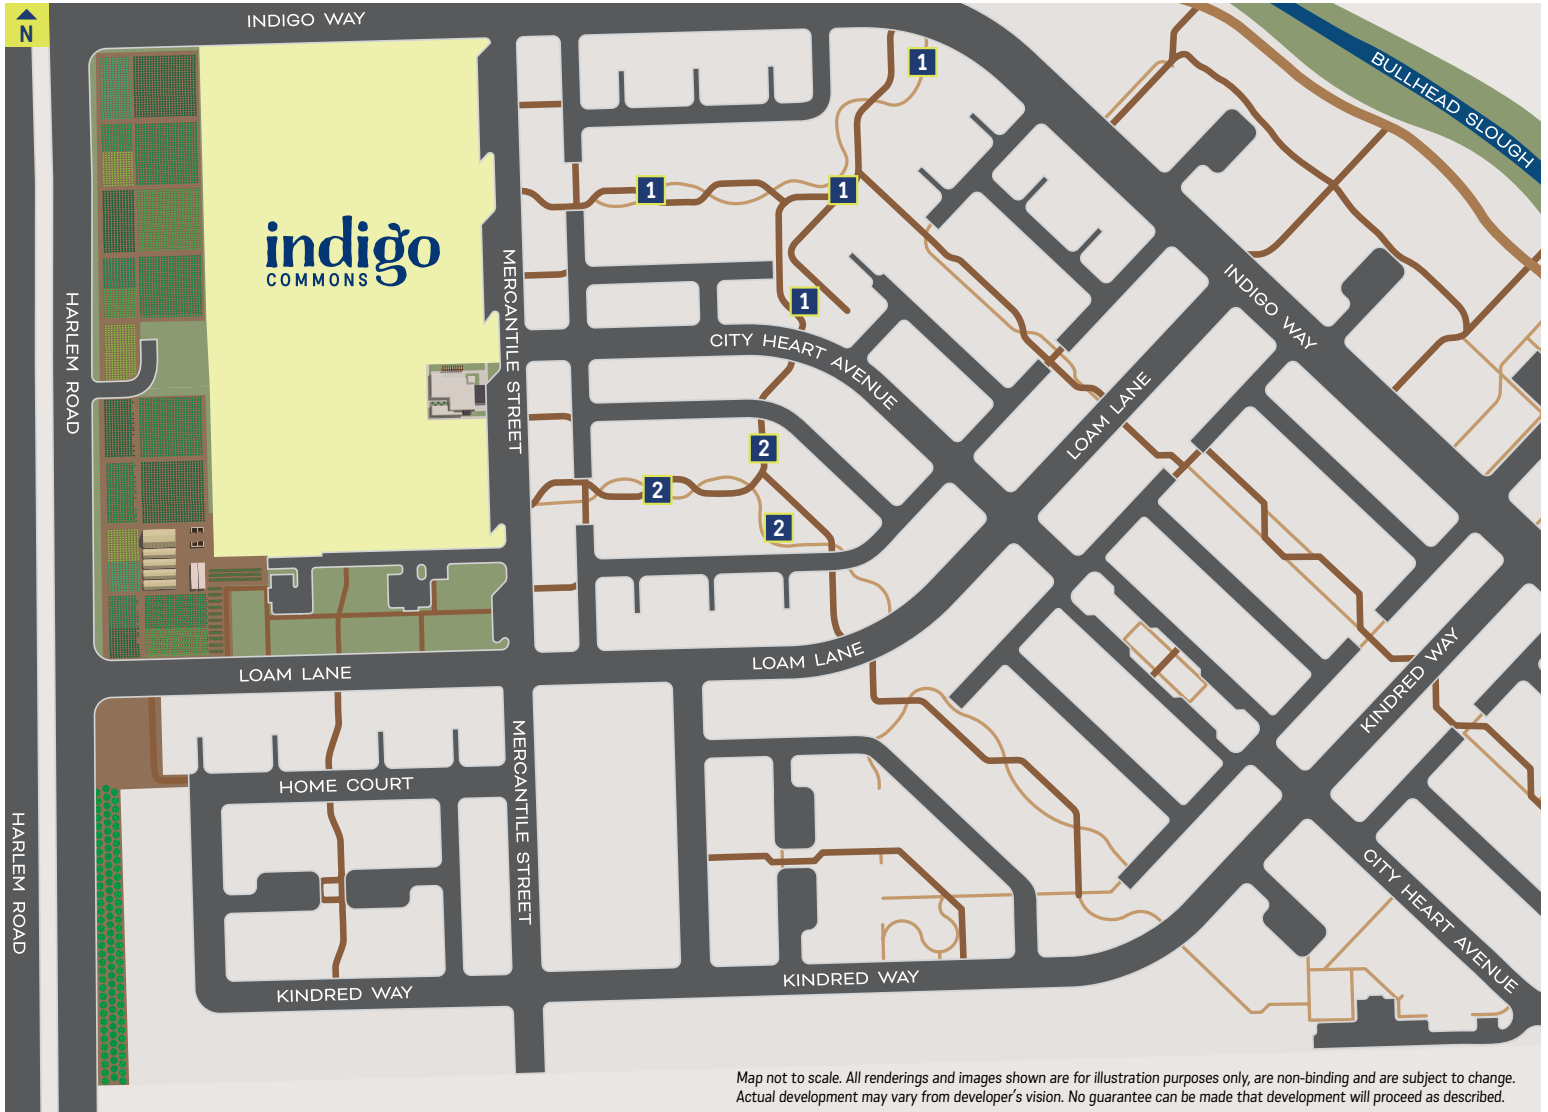 N
INDIGO WAY
BULLHEAD SLOUGH
1
1
1
indigo
COMMONS
MERCANTILE STREET
HARLEM ROAD
INDIGO WAY
1
CITY HEART AVENUE
LOAM LANE
2
2
2
LOAM LANE
LOAM LANE
KINDRED WAY
HOME COURT
MERCANTILE STREET
HARLEM ROAD
CITY HEART AVENUE
KINDRED WAY
KINDRED WAY
Map not to scale. All renderings and images shown are for illustration purposes only, are non-binding and are subject to change.
Actual development may vary from developer's vision. No guarantee can be made that development will proceed as described.